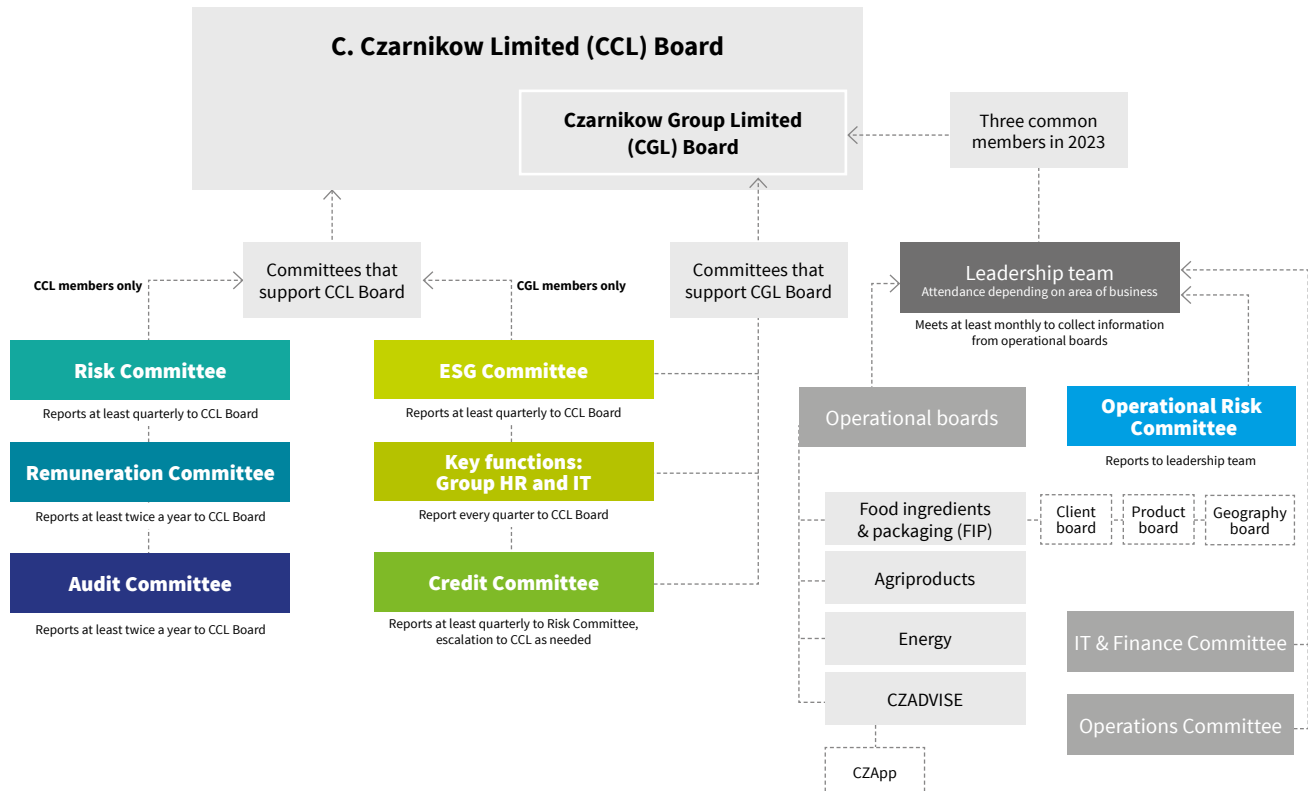 C. Czarnikow Limited (CCL) Board
Czarnikow Group Limited
(CGL) Board
Three common
members in 2023
Committees that
support CCL Board
CCL members only
CGL members only
Committees that
support CGL Board
Leadership team
Attendance depending on area of business
Meets at least monthly to collect information
from operational boards
Risk Committee
Reports at least quarterly to CCL Board
Remuneration Committee
Reports at least twice a year to CCL Board
Audit Committee
Reports at least twice a year to CCL Board
ESG Committee
Reports at least quarterly to CCL Board
Key functions:
Group HR and IT
Report every quarter to CCL Board
Credit Committee
Reports at least quarterly to Risk Committee,
escalation to CCL as needed
Operational boards
Operational Risk
Committee
Reports to leadership team
Food ingredients
& packaging (FIP)
Client
board
Product
board
Geography
board
Agriproducts
Energy
CZADVISE
CZApp
IT & Finance Committee
Operations Committee